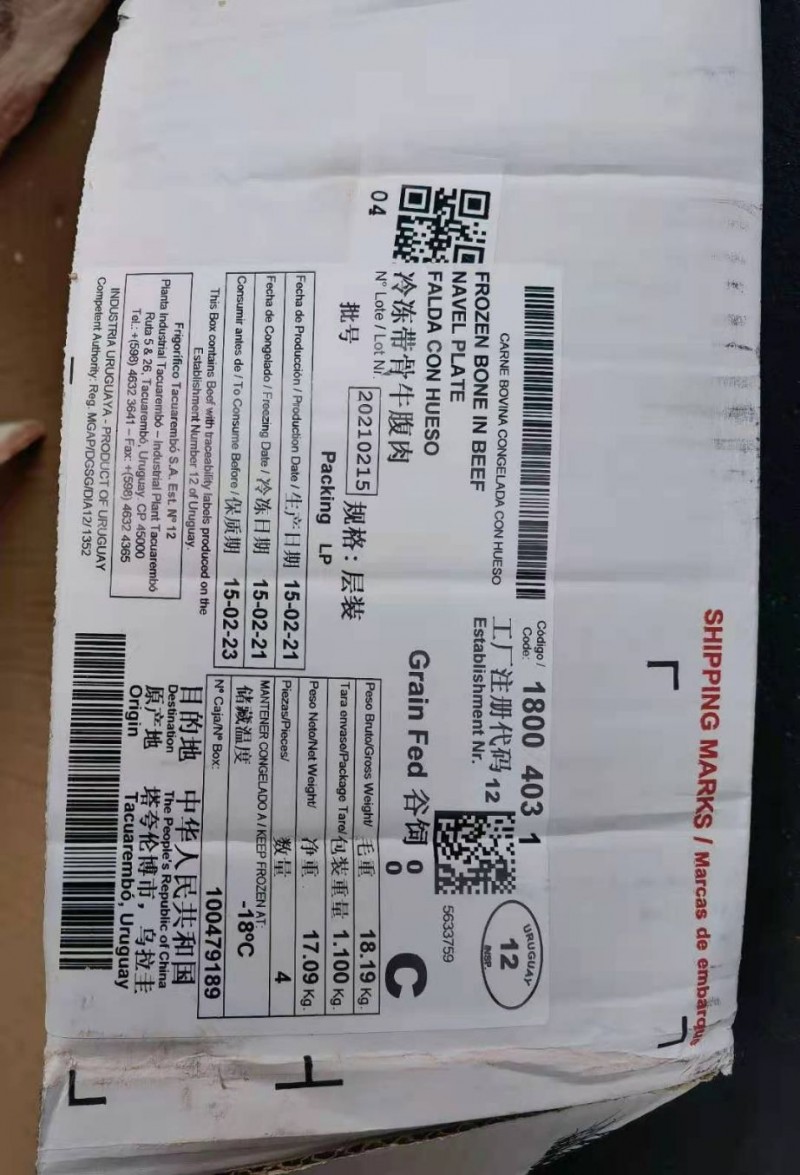 SHIPPING MARKS / Marcas de embarque
CARNE BOVINA CONGELADA CON HUESO
FROZEN BONE IN BEEF
NAVEL PLATE
FALDA CON HUESO
冷冻带骨牛腹肉
04
Nº Lote / Lot Nr.
批号
20210215
规格：层装
Packing LP
Fecha de Producción / Production Date / 生产日期 15-02-21
Fecha de Congelado / Freezing Date / 冷冻日期 15-02-21
Consumir antes de / To Consume Before / 保质期 15-02-23
This Box contains Beef with traceability labels produced on the
Establishment Number 12 of Uruguay.
Frigorífico Tacuarembó S.A. Est. Nº 12
Planta Industrial Tacuarembó – Industrial Plant Tacuarembó
Ruta 5 & 26, Tacuarembó, Uruguay. CP 45000
Tel.: +(598) 4632 3641 – Fax: +(598) 4632 4365
INDUSTRIA URUGUAYA - PRODUCT OF URUGUAY
Competent Authority: Reg. MGAP/DGSG/DIA12/1352
Código /
Code:
1800 403 1
工厂注册代码 12
Establishment Nr.
URUGUAY
12
INSP.
5633759
Grain Fed 谷饲
0
0
C
Peso Bruto/Gross Weight/ 毛重 18.19 Kg.
Tara envase/Package Tare/ 包装重量 1.100 Kg.
Peso Neto/Net Weight/ 净重 17.09 Kg.
Piezas/Pieces/ 数量 4
MANTENER CONGELADO A / KEEP FROZEN AT:
储藏温度 -18ºC
Nº Caja/Nº Box: 100479189
目的地 中华人民共和国
Destination The People's Republic of China
原产地 塔夸伦博市，乌拉圭
Origin Tacuarembó, Uruguay